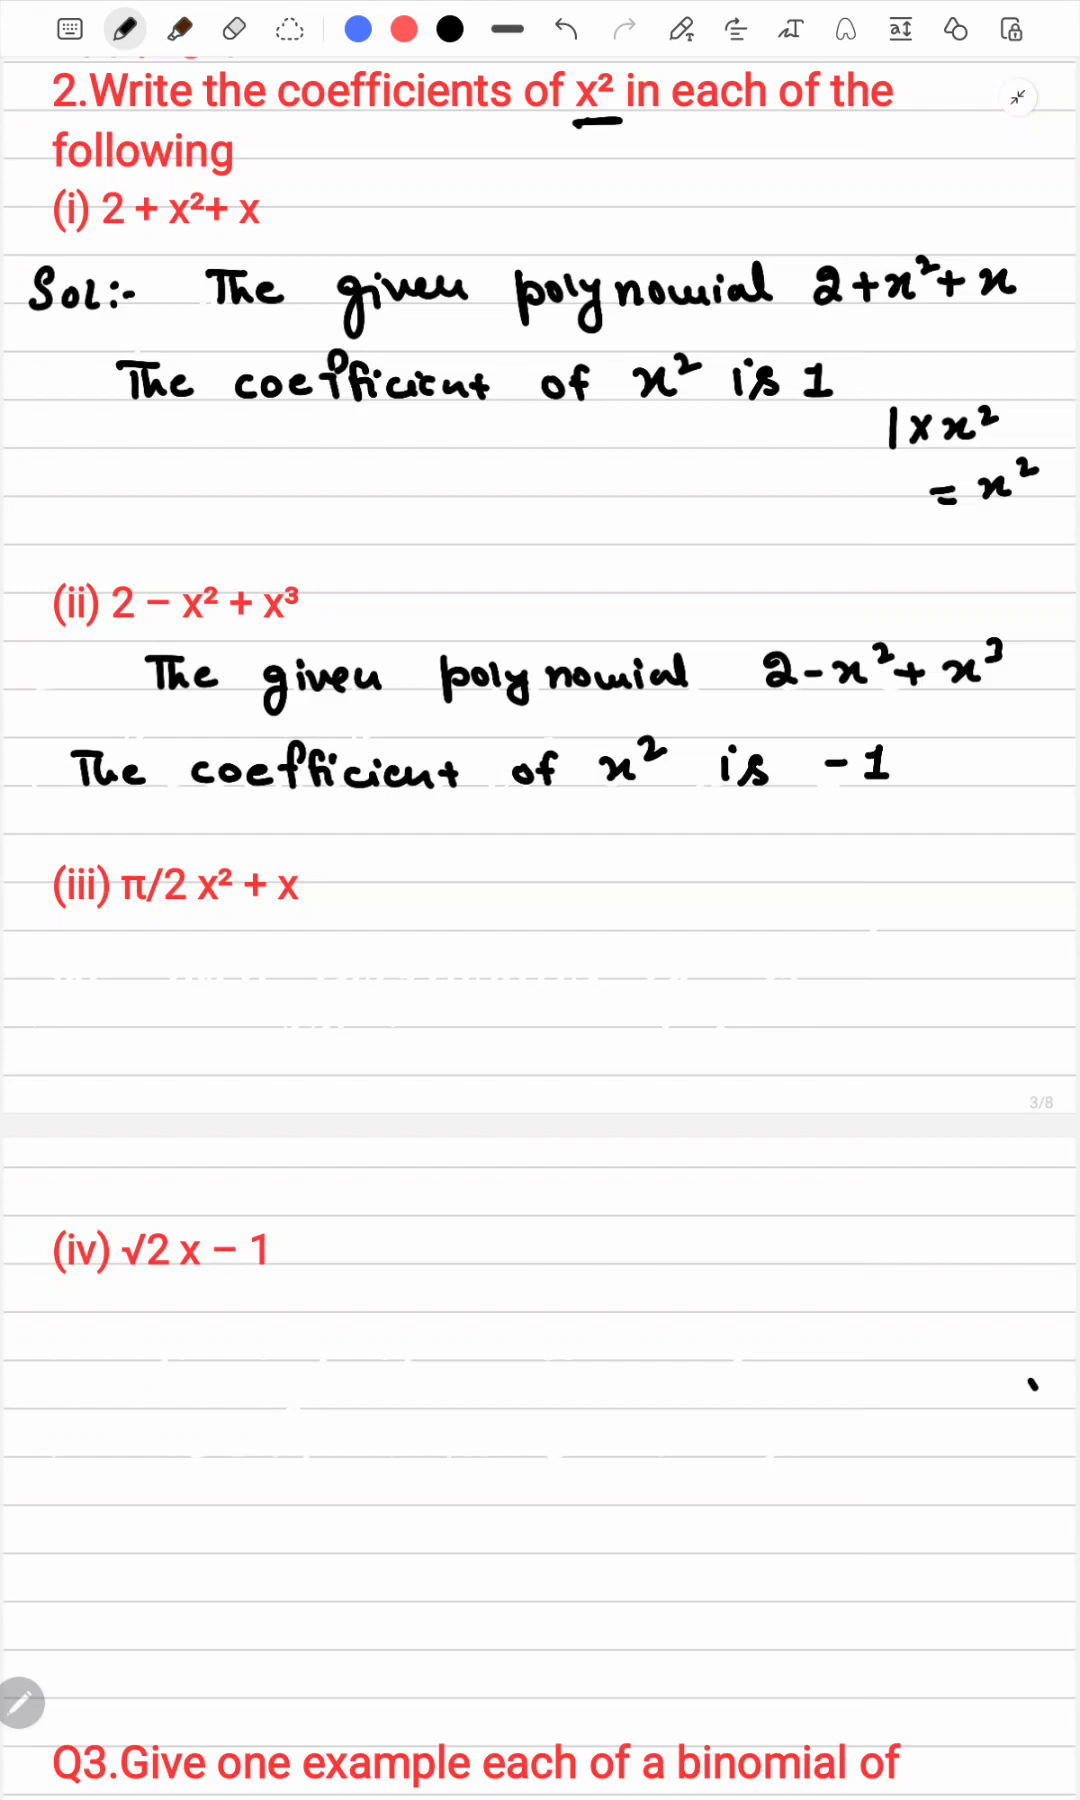 2.Write the coefficients of x² in each of the
following
(i) 2 + x²+ x
Sol:- The given polynomial 2+x²+x
The coefficient of x² is 1
1×x²
= x²
(ii) 2 – x² + x³
The given polynomial 2-x²+x³
The coefficient of x² is -1
(iii) π/2 x² + x
3/8
(iv) √2 x – 1
Q3.Give one example each of a binomial of